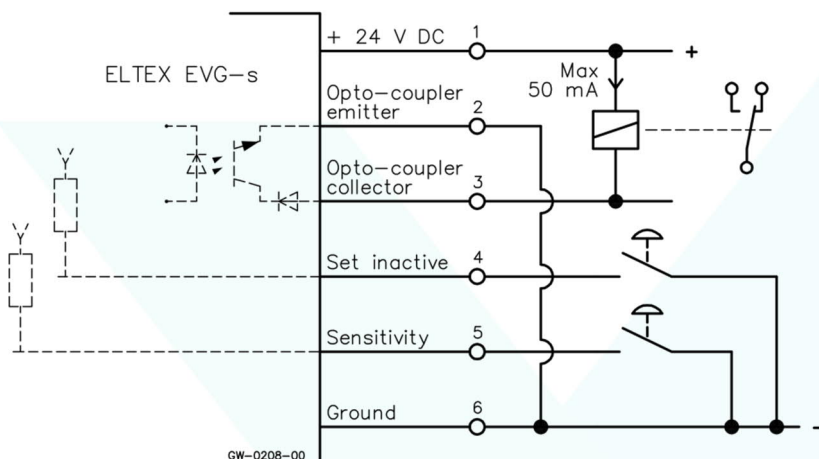 + 24 V DC
1
+
ELTEX EVG-s
Max
50 mA
Opto-coupler
emitter
2
Opto-coupler
collector
3
Set inactive
4
Sensitivity
5
Ground
6
-
GW-0208-00